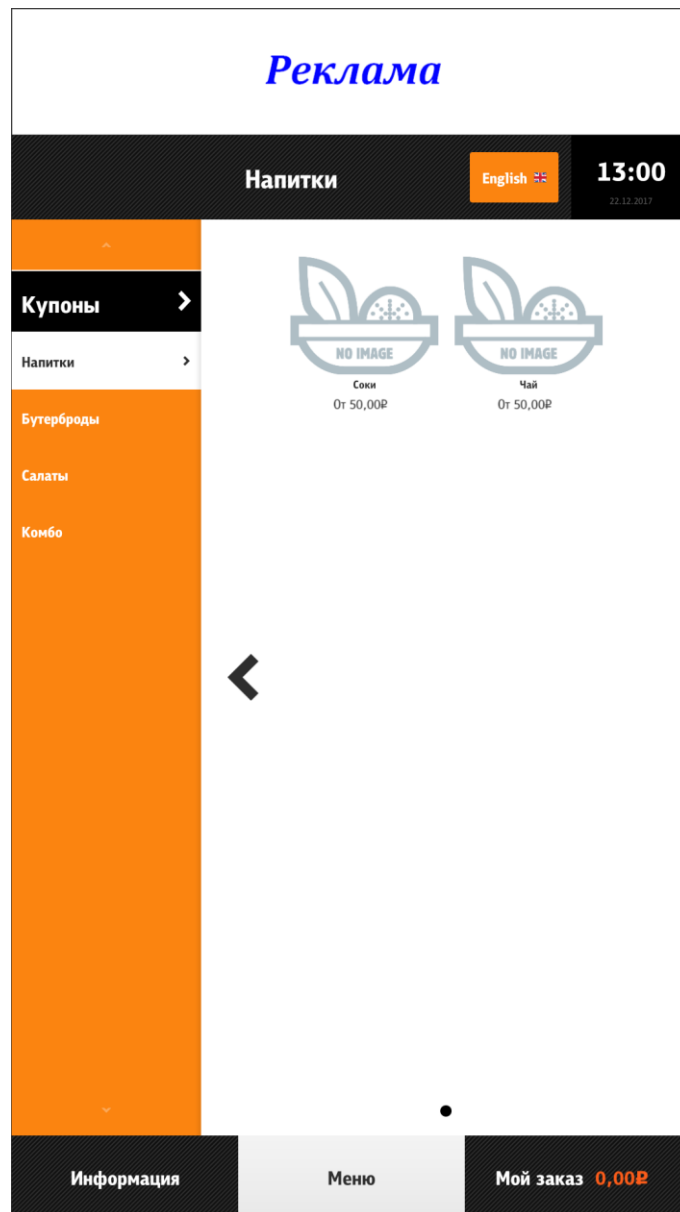 Реклама
Напитки
English
13:00
22.12.2017
Купоны
Напитки
Бутерброды
Салаты
Комбо
NO IMAGE
NO IMAGE
Соки
Чай
От 50,00₽
От 50,00₽
Информация
Меню
Мой заказ 0,00₽